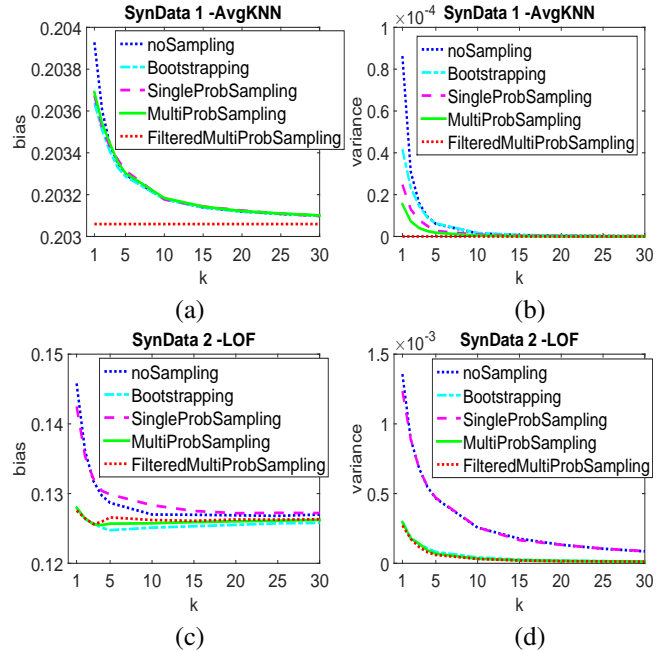 SynData 1 -AvgKNN
0.204
0.2038
0.2036
0.2034
0.2032
0.203
bias
noSampling
Bootstrapping
SingleProbSampling
MultiProbSampling
FilteredMultiProbSampling
1 5 10 15 20 25 30
k
(a)
SynData 1 -AvgKNN
×10⁻⁴
1
0.8
0.6
0.4
0.2
0
variance
noSampling
Bootstrapping
SingleProbSampling
MultiProbSampling
FilteredMultiProbSampling
1 5 10 15 20 25 30
k
(b)
SynData 2 -LOF
0.15
0.14
0.13
0.12
bias
noSampling
Bootstrapping
SingleProbSampling
MultiProbSampling
FilteredMultiProbSampling
1 5 10 15 20 25 30
k
(c)
SynData 2 -LOF
×10⁻³
1.5
1
0.5
0
variance
noSampling
Bootstrapping
SingleProbSampling
MultiProbSampling
FilteredMultiProbSampling
1 5 10 15 20 25 30
k
(d)